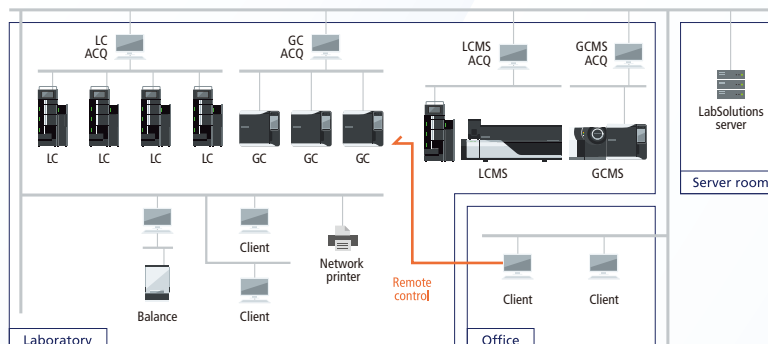 LC
ACQ
GC
ACQ
LCMS
ACQ
GCMS
ACQ
LabSolutions
server
LC
LC
LC
LC
GC
GC
GC
LCMS
GCMS
Server room
Client
Network
printer
Remote
control
Balance
Client
Client
Client
Laboratory
Office